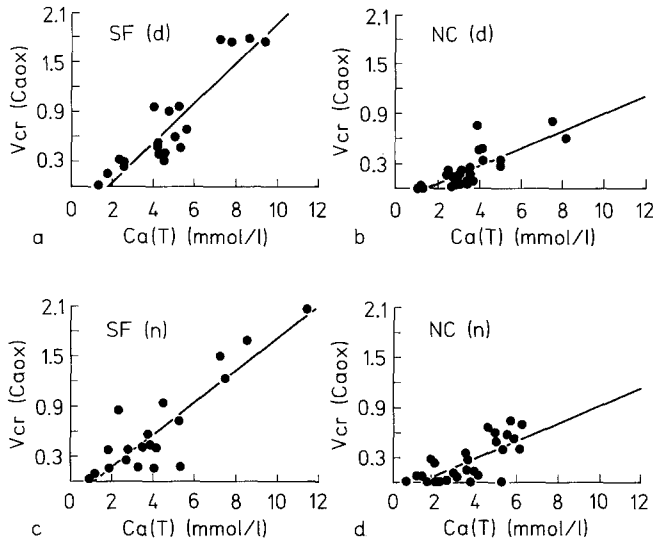 SF (d)
Vcr (Caox)
2.1
1.5
0.9
0.3
0 2 4 6 8 10 12
a Ca(T) (mmol/l)
NC (d)
Vcr (Caox)
2.1
1.5
0.9
0.3
0 2 4 6 8 10 12
b Ca(T) (mmol/l)
SF (n)
Vcr (Caox)
2.1
1.5
0.9
0.3
0 2 4 6 8 10 12
c Ca(T) (mmol/l)
NC (n)
Vcr (Caox)
2.1
1.5
0.9
0.3
0 2 4 6 8 10 12
d Ca(T) (mmol/l)